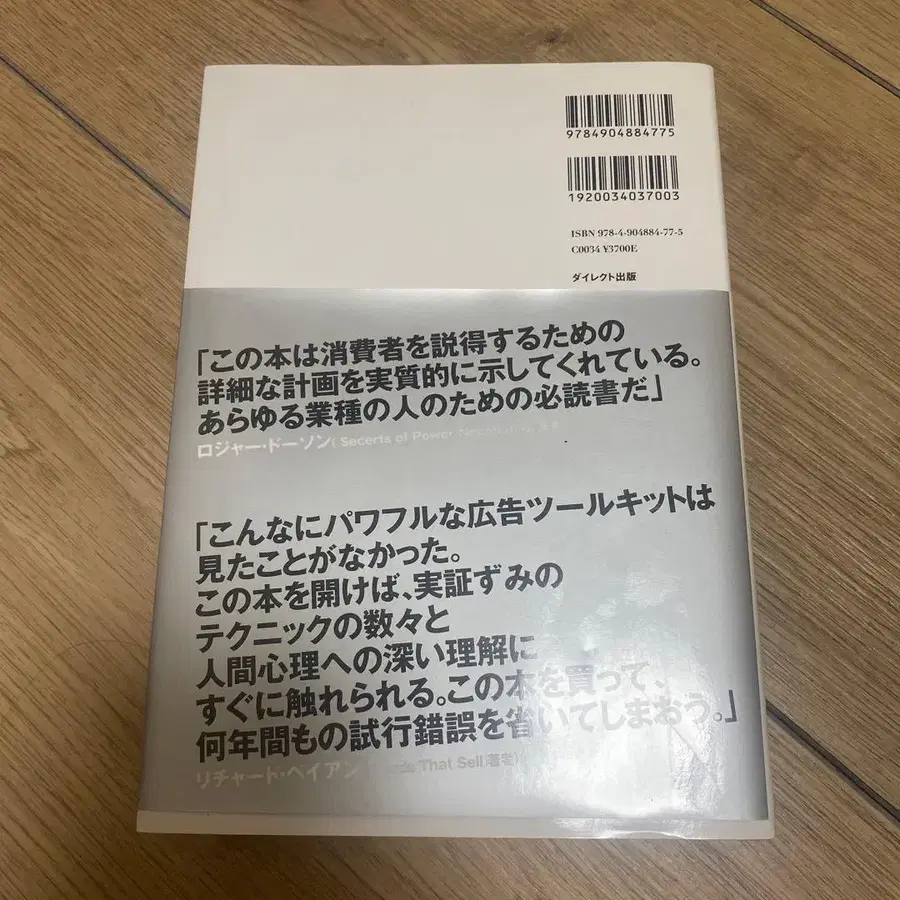 9784904884775
1920034037003
ISBN 978-4-904884-77-5
C0034 ¥3700E
ダイレクト出版
「この本は消費者を説得するための
詳細な計画を実質的に示してくれている。
あらゆる業種の人のための必読書だ」
ロジャー・ドーソン( Secerts of Power
「こんなにパワフルな広告ツールキットは
見たことがなかった。
この本を開けば、実証ずみの
テクニックの数々と
人間心理への深い理解に
すぐに触れられる。この本を買って、
何年間もの試行錯誤を省いてしまおう。」
リチャード・ベイアン That Sell 著者)